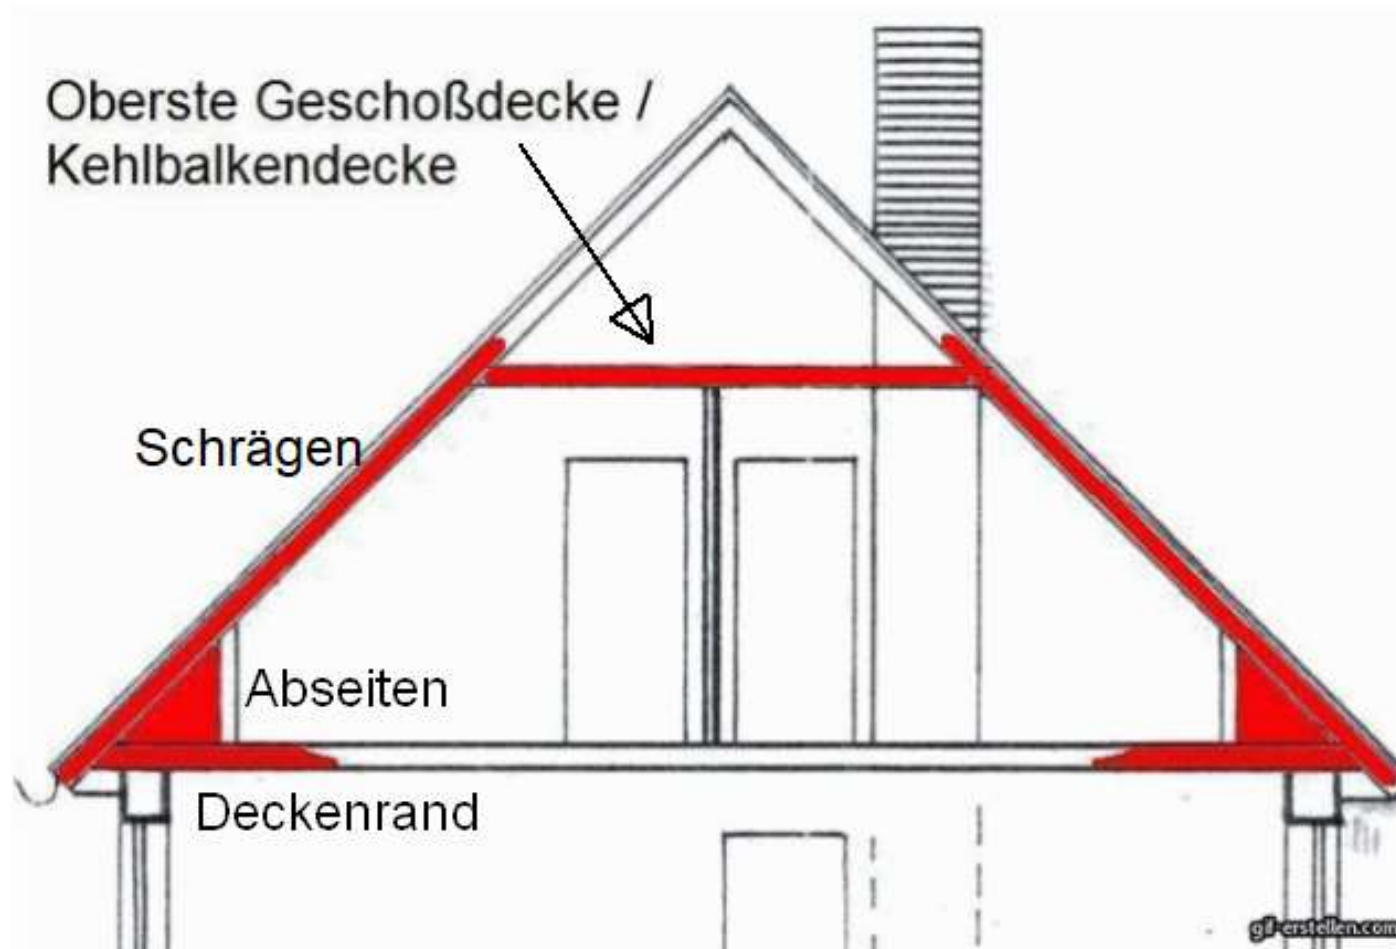 Oberste Geschoßdecke /
Kehlbalkendecke
Schrägen
Abseiten
Deckenrand
gif-erstellen.com